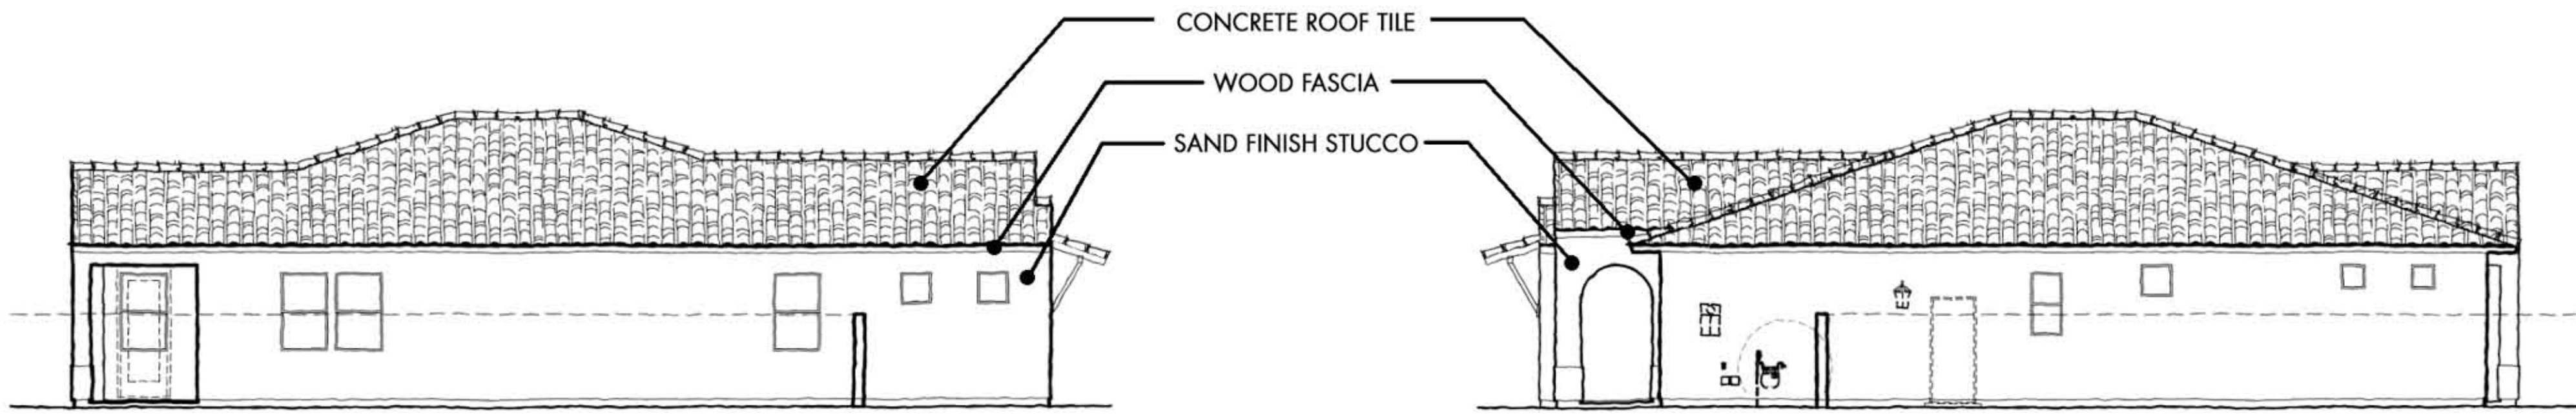 CONCRETE ROOF TILE
WOOD FASCIA
SAND FINISH STUCCO